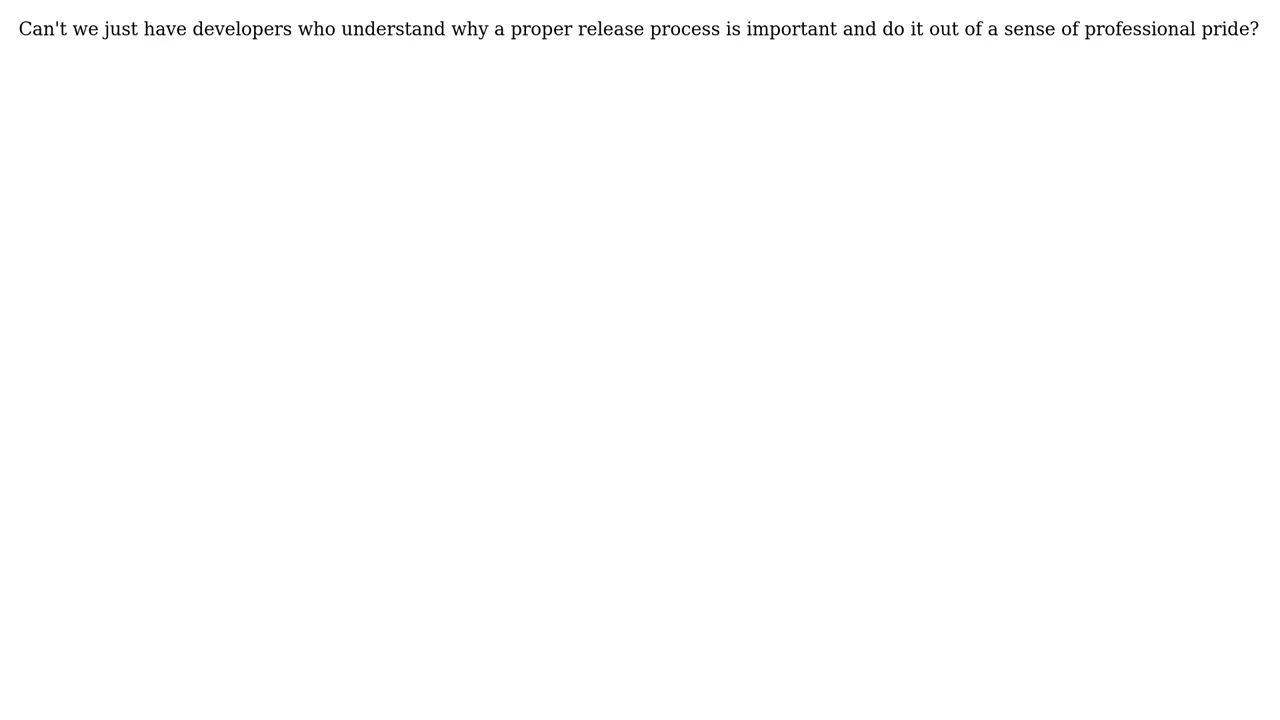 Can't we just have developers who understand why a proper release process is important and do it out of a sense of professional pride?